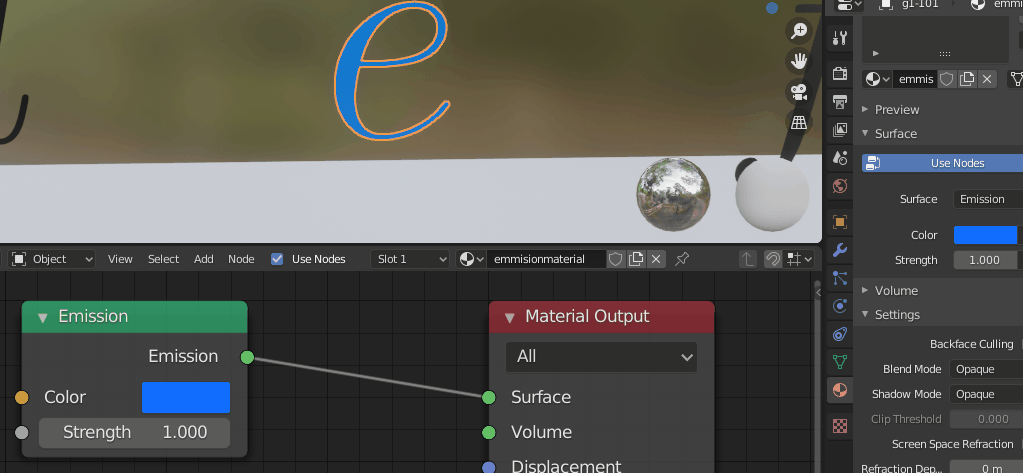 g1-101 emmi
e
emmis
Preview
Surface
Use Nodes
Surface Emission
Color
Strength 1.000
Volume
Settings
Backface Culling
Blend Mode Opaque
Shadow Mode Opaque
Clip Threshold 0.000
Screen Space Refraction
Refraction Dep... 0 m
Object View Select Add Node Use Nodes Slot 1 emmisionmaterial
Emission
Emission
Color
Strength 1.000
Material Output
All
Surface
Volume
Displacement